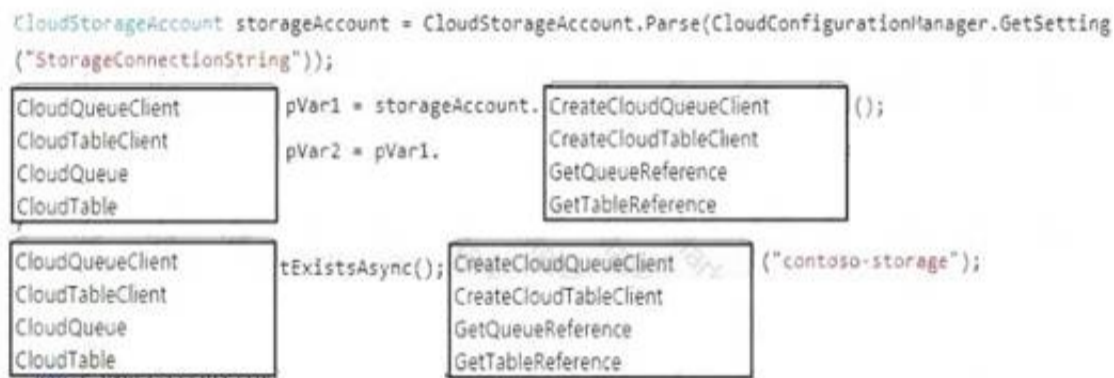 CloudStorageAccount storageAccount = CloudStorageAccount.Parse(CloudConfigurationManager.GetSetting
("StorageConnectionString"));
CloudQueueClient
CloudTableClient
CloudQueue
CloudTable
pVar1 = storageAccount.
CreateCloudQueueClient
CreateCloudTableClient
GetQueueReference
GetTableReference
();
pVar2 = pVar1.
CloudQueueClient
CloudTableClient
CloudQueue
CloudTable
tExistsAsync();
CreateCloudQueueClient
CreateCloudTableClient
GetQueueReference
GetTableReference
("contoso-storage");